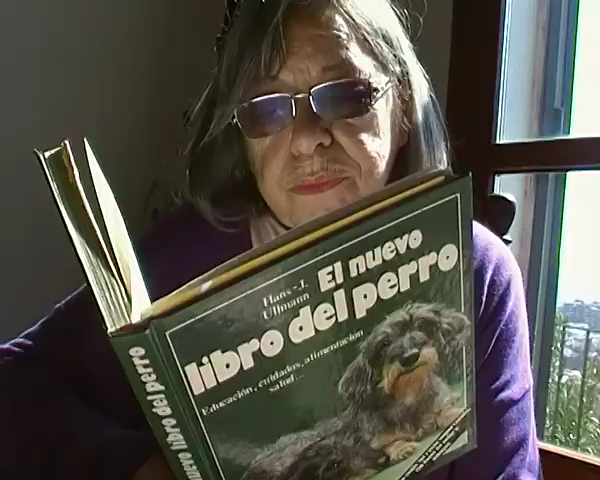 Hans-J.
Ullmann
El nuevo
libro del perro
Educación, cuidados, alimentación
salud...
nuevo libro del perro